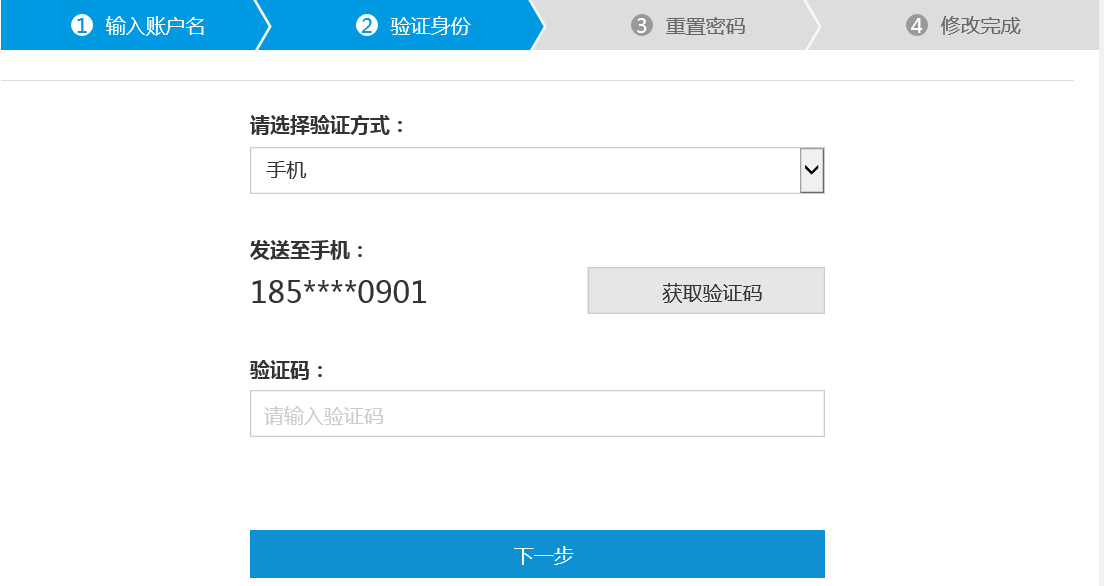 1 输入账户名 2 验证身份 3 重置密码 4 修改完成
请选择验证方式：
手机
发送至手机：
185****0901 获取验证码
验证码：
请输入验证码
下一步